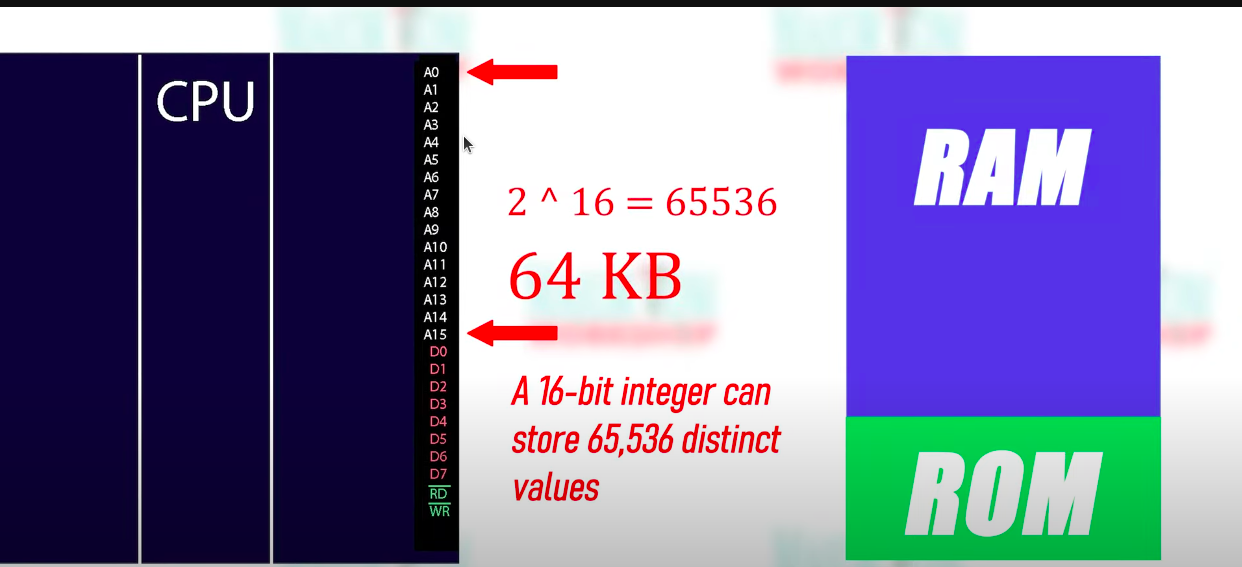 CPU
A0
A1
A2
A3
A4
A5
A6
A7
A8
A9
A10
A11
A12
A13
A14
A15
D0
D1
D2
D3
D4
D5
D6
D7
RD
WR
2 ^ 16 = 65536
64 KB
A 16-bit integer can
store 65,536 distinct
values
RAM
ROM